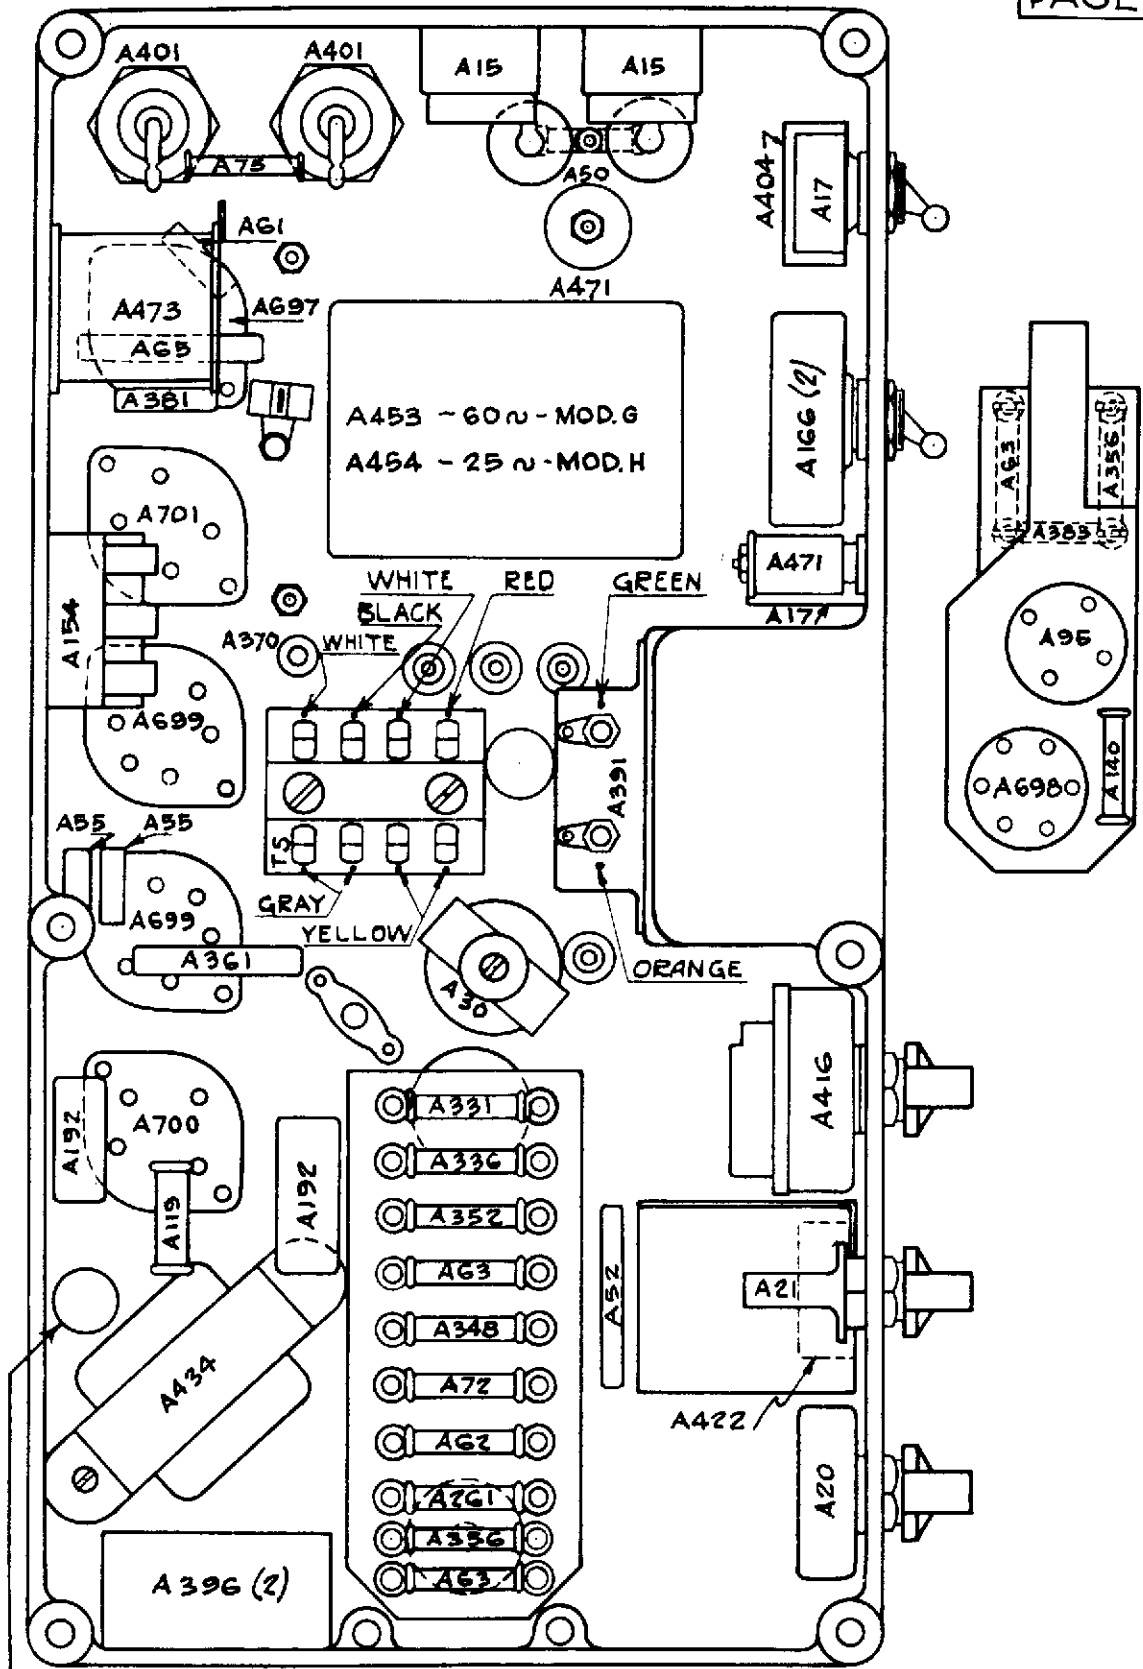 PAGE
A401
A401
A15
A15
A75
A50
A404
A17
A61
A473
A697
A471
A65
A381
A453 ~ 60~ - MOD. G
A454 - 25 ~ - MOD. H
A166 (2)
A63
A356
A383
A701
A154
WHITE
RED
GREEN
A471
BLACK
A17
A370
WHITE
A95
A699
A391
A140
A698
A55
A55
TS
GRAY
YELLOW
A699
A361
ORANGE
A30
A416
A192
A700
A331
A336
A192
A119
A352
A63
A52
A21
A348
A434
A72
A422
A62
A261
A20
A356
A396 (2)
A63